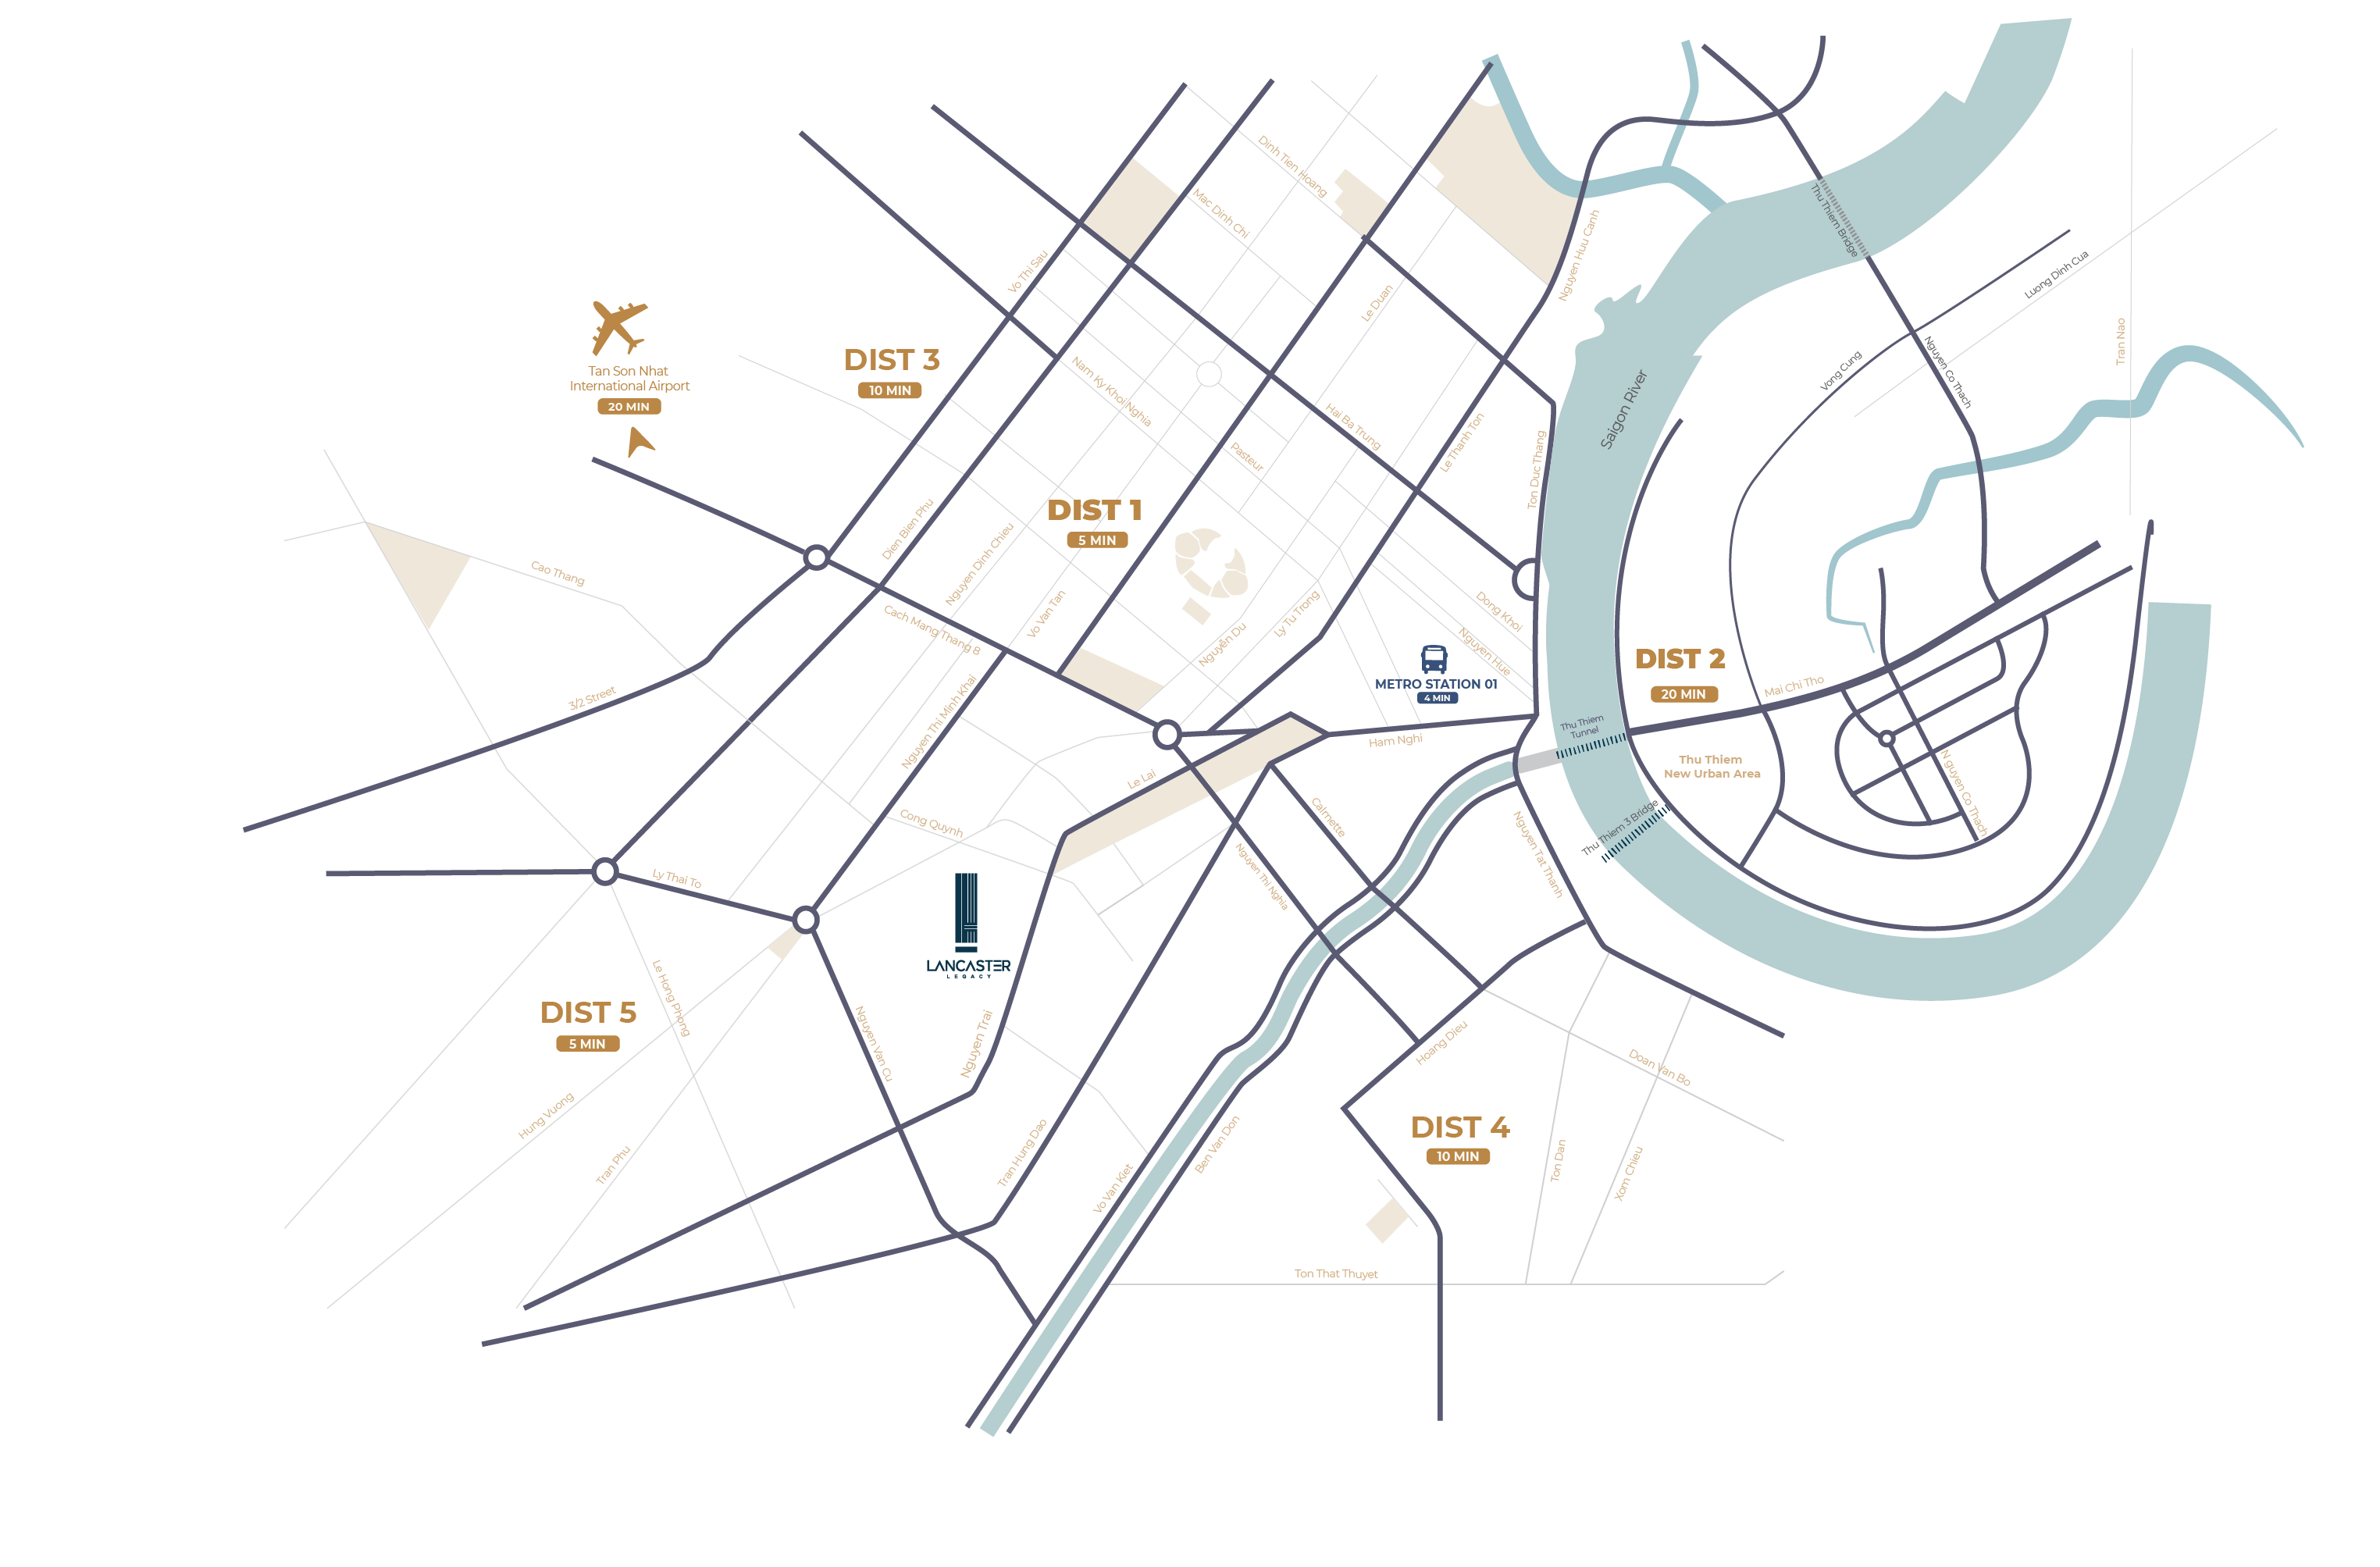 Dinh Tien Hoang
Mac Dinh Chi
Thu Thiem Bridge
Nguyen Huu Canh
Vo Thi Sau
Luong Dinh Cua
Le Duan
Tran Nao
Tan Son Nhat
International Airport
20 MIN
DIST 3
10 MIN
Nam Ky Khoi Nghia
Saigon River
Vong Cung
Nguyen Co Thach
Hai Ba Trung
Le Thanh Ton
Pasteur
Ton Duc Thang
DIST 1
5 MIN
Dien Bien Phu
Nguyen Dinh Chieu
Cao Thang
Cach Mang Thang 8
Vo Van Tan
Nguyễn Du
Ly Tu Trong
Dong Khoi
Nguyen Hue
METRO STATION 01
4 MIN
DIST 2
20 MIN
Mai Chi Tho
3/2 Street
Nguyen Thi Minh Khai
Thu Thiem
Tunnel
Ham Nghi
Thu Thiem
New Urban Area
N guyen Co Thach
Le Lai
Calmette
Cong Quynh
Thu Thiem 3 Bridge
Nguyen Tat Thanh
Nguyen Thi Nghia
Ly Thai To
LANCASTER
LEGACY
Le Hong Phong
DIST 5
5 MIN
Nguyen Van Cu
Nguyen Trai
Hoang Dieu
Doan Van Bo
Hung Vuong
Tran Phu
Tran Hung Dao
Vo Van Kiet
Ben Van Don
DIST 4
10 MIN
Ton Dan
Xom Chieu
Ton That Thuyet